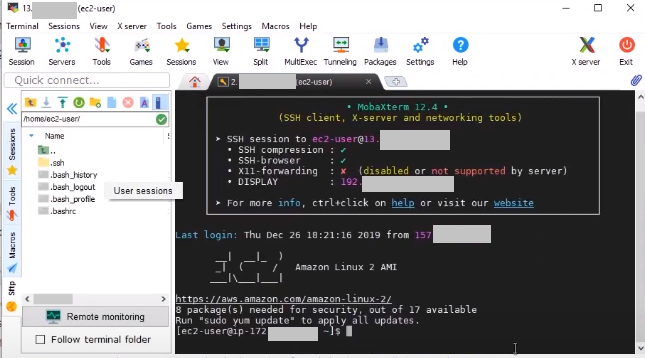 13. (ec2-user)
Terminal Sessions View X server Tools Games Settings Macros Help
Session Servers Tools Games Sessions View Split MultiExec Tunneling Packages Settings Help X server Exit
Quick connect...
2. (ec2-user)
/home/ec2-user/
Name
..
.ssh
.bash_history
.bash_logout
.bash_profile
.bashrc
User sessions
Sessions
Tools
Macros
Sftp
Remote monitoring
Follow terminal folder
• MobaXterm 12.4 •
(SSH client, X-server and networking tools)
➤ SSH session to ec2-user@13.
• SSH compression : ✔
• SSH-browser : ✔
• X11-forwarding : ✘ (disabled or not supported by server)
• DISPLAY : 192.
➤ For more info, ctrl+click on help or visit our website
Last login: Thu Dec 26 18:21:16 2019 from 157
__| __|_ )
_| ( / Amazon Linux 2 AMI
___|\___|___|
https://aws.amazon.com/amazon-linux-2/
8 package(s) needed for security, out of 17 available
Run "sudo yum update" to apply all updates.
[ec2-user@ip-172 ~]$